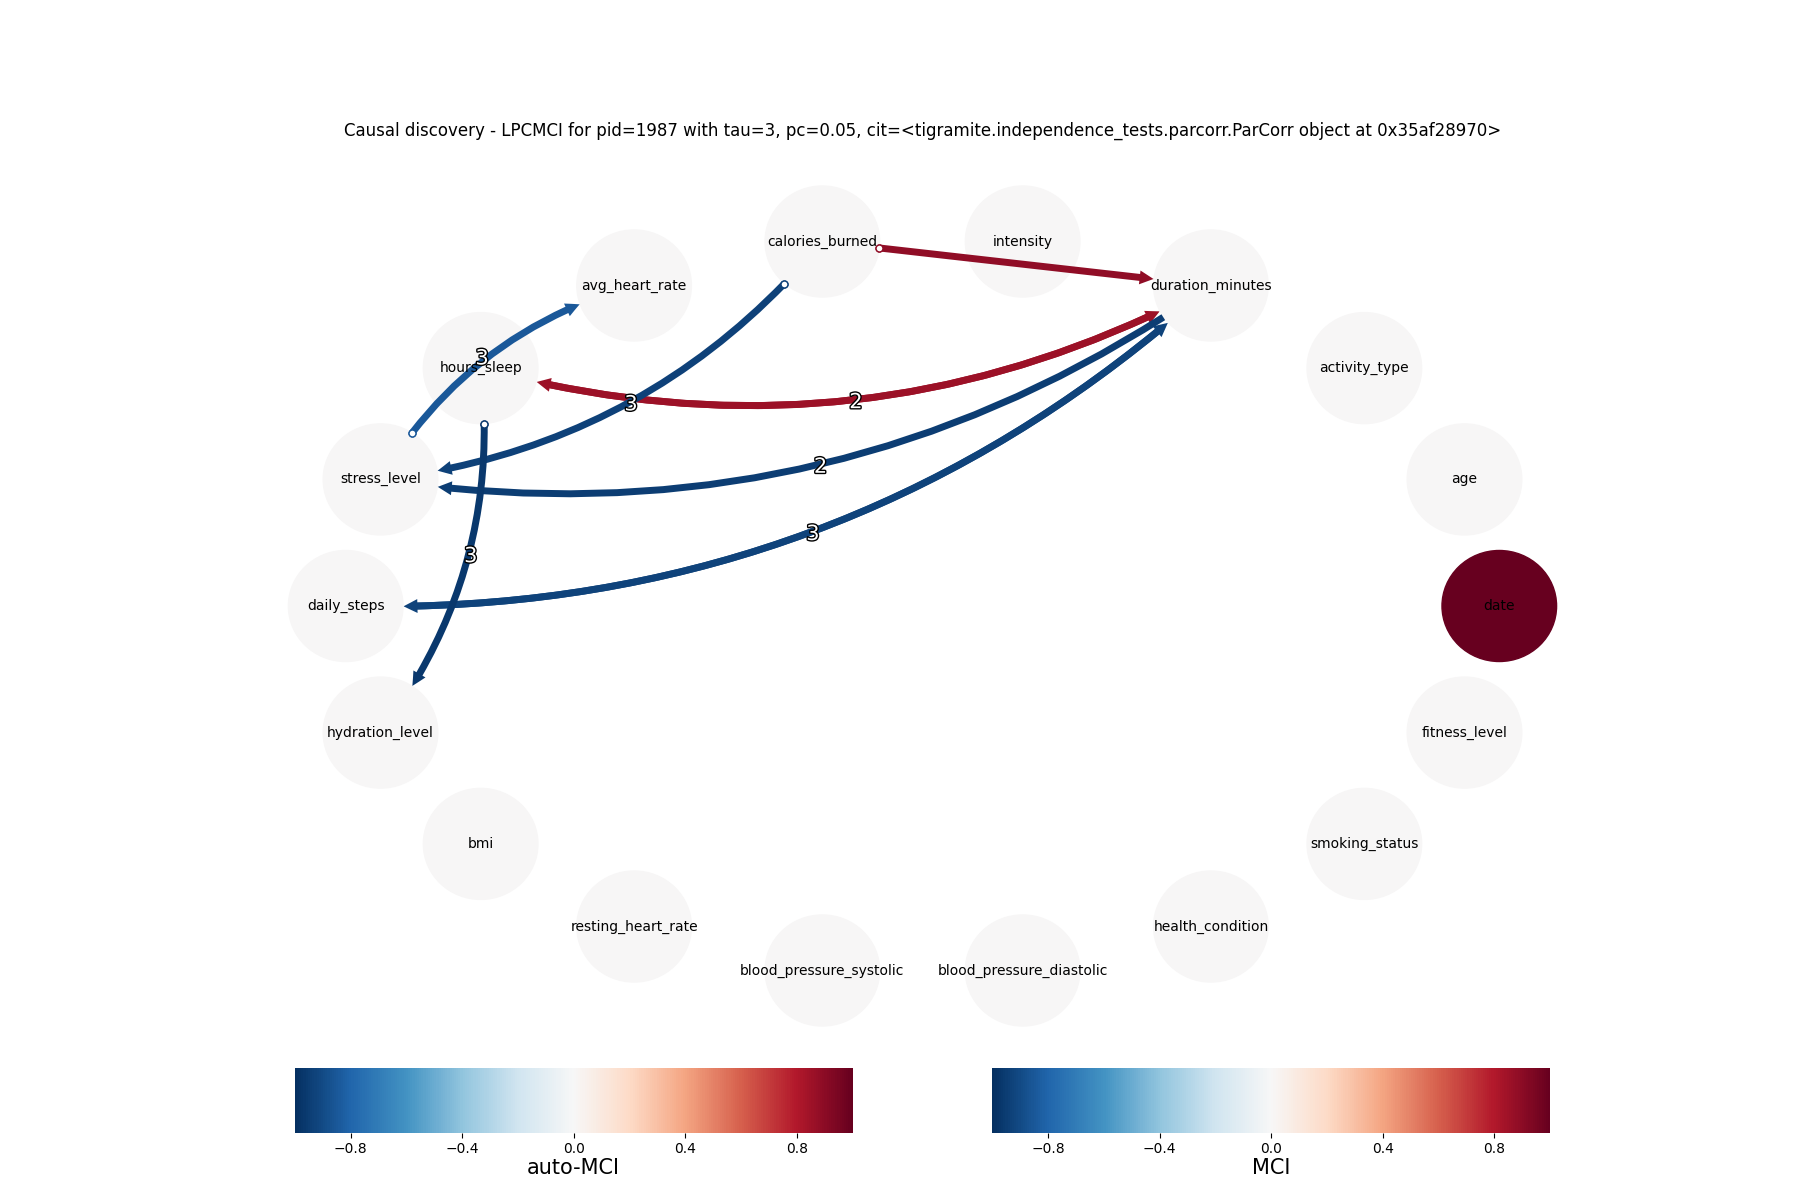 Causal discovery - LPCMCI for pid=1987 with tau=3, pc=0.05, cit=<tigramite.independence_tests.parcorr.ParCorr object at 0x35af28970>
calories_burned
intensity
avg_heart_rate
duration_minutes
3
hours_sleep
activity_type
3
2
2
stress_level
age
3
3
daily_steps
date
hydration_level
fitness_level
bmi
smoking_status
resting_heart_rate
health_condition
blood_pressure_systolic
blood_pressure_diastolic
−0.8 −0.4 0.0 0.4 0.8
auto-MCI
−0.8 −0.4 0.0 0.4 0.8
MCI